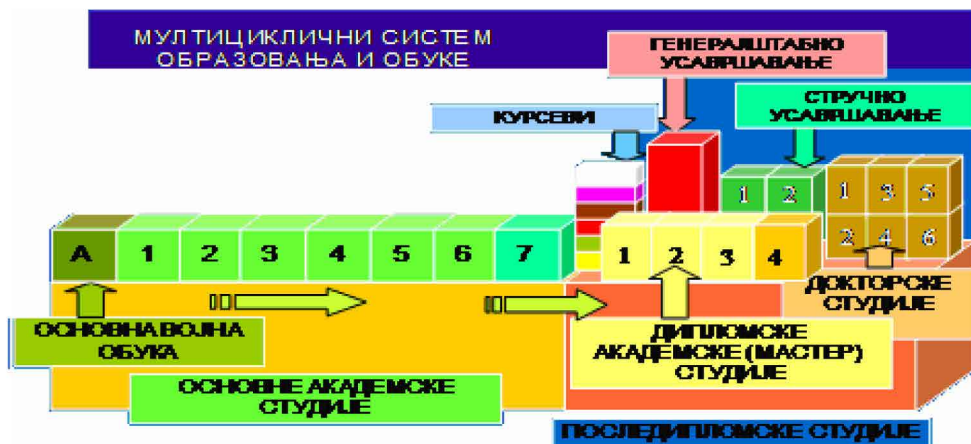 МУЛТИЦИКЛИЧНИ СИСТЕМ
ОБРАЗОВАЊА И ОБУКЕ
ГЕНЕРАЛШТАБНО
УСАВРШАВАЊЕ
КУРСЕВИ
СТРУЧНО
УСАВРШАВАЊЕ
1 2
1 3 5
2 4 6
А 1 2 3 4 5 6 7
1 2 3 4
ДОКТОРСКЕ
СТУДИЈЕ
ОСНОВНА ВОЈНА
ОБУКА
ДИПЛОМСКЕ
АКАДЕМСКЕ (МАСТЕР)
СТУДИЈЕ
ОСНОВНЕ АКАДЕМСКЕ
СТУДИЈЕ
ПОСЛЕДИПЛОМСКЕ СТУДИЈЕ